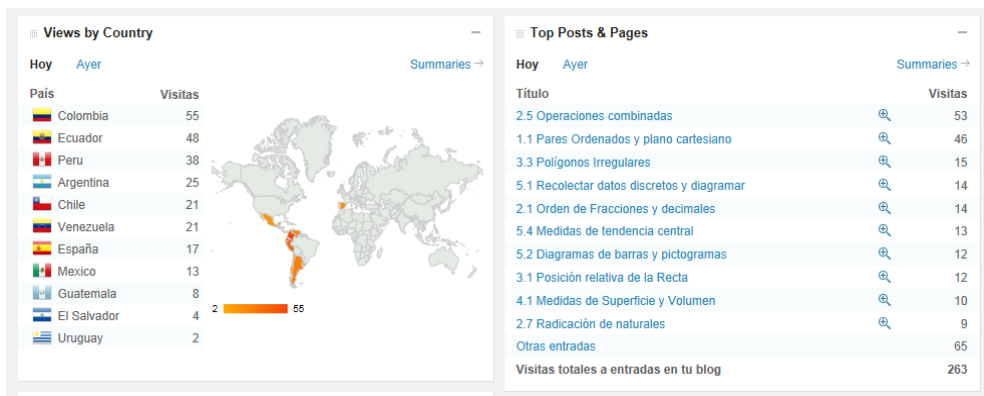 Views by Country
Hoy Ayer Summaries →
País Visitas
Colombia 55
Ecuador 48
Peru 38
Argentina 25
Chile 21
Venezuela 21
España 17
Mexico 13
Guatemala 8
El Salvador 4
Uruguay 2
2 55
Top Posts & Pages
Hoy Ayer Summaries →
Título Visitas
2.5 Operaciones combinadas 53
1.1 Pares Ordenados y plano cartesiano 46
3.3 Polígonos Irregulares 15
5.1 Recolectar datos discretos y diagramar 14
2.1 Orden de Fracciones y decimales 14
5.4 Medidas de tendencia central 13
5.2 Diagramas de barras y pictogramas 12
3.1 Posición relativa de la Recta 12
4.1 Medidas de Superficie y Volumen 10
2.7 Radicación de naturales 9
Otras entradas 65
Visitas totales a entradas en tu blog 263